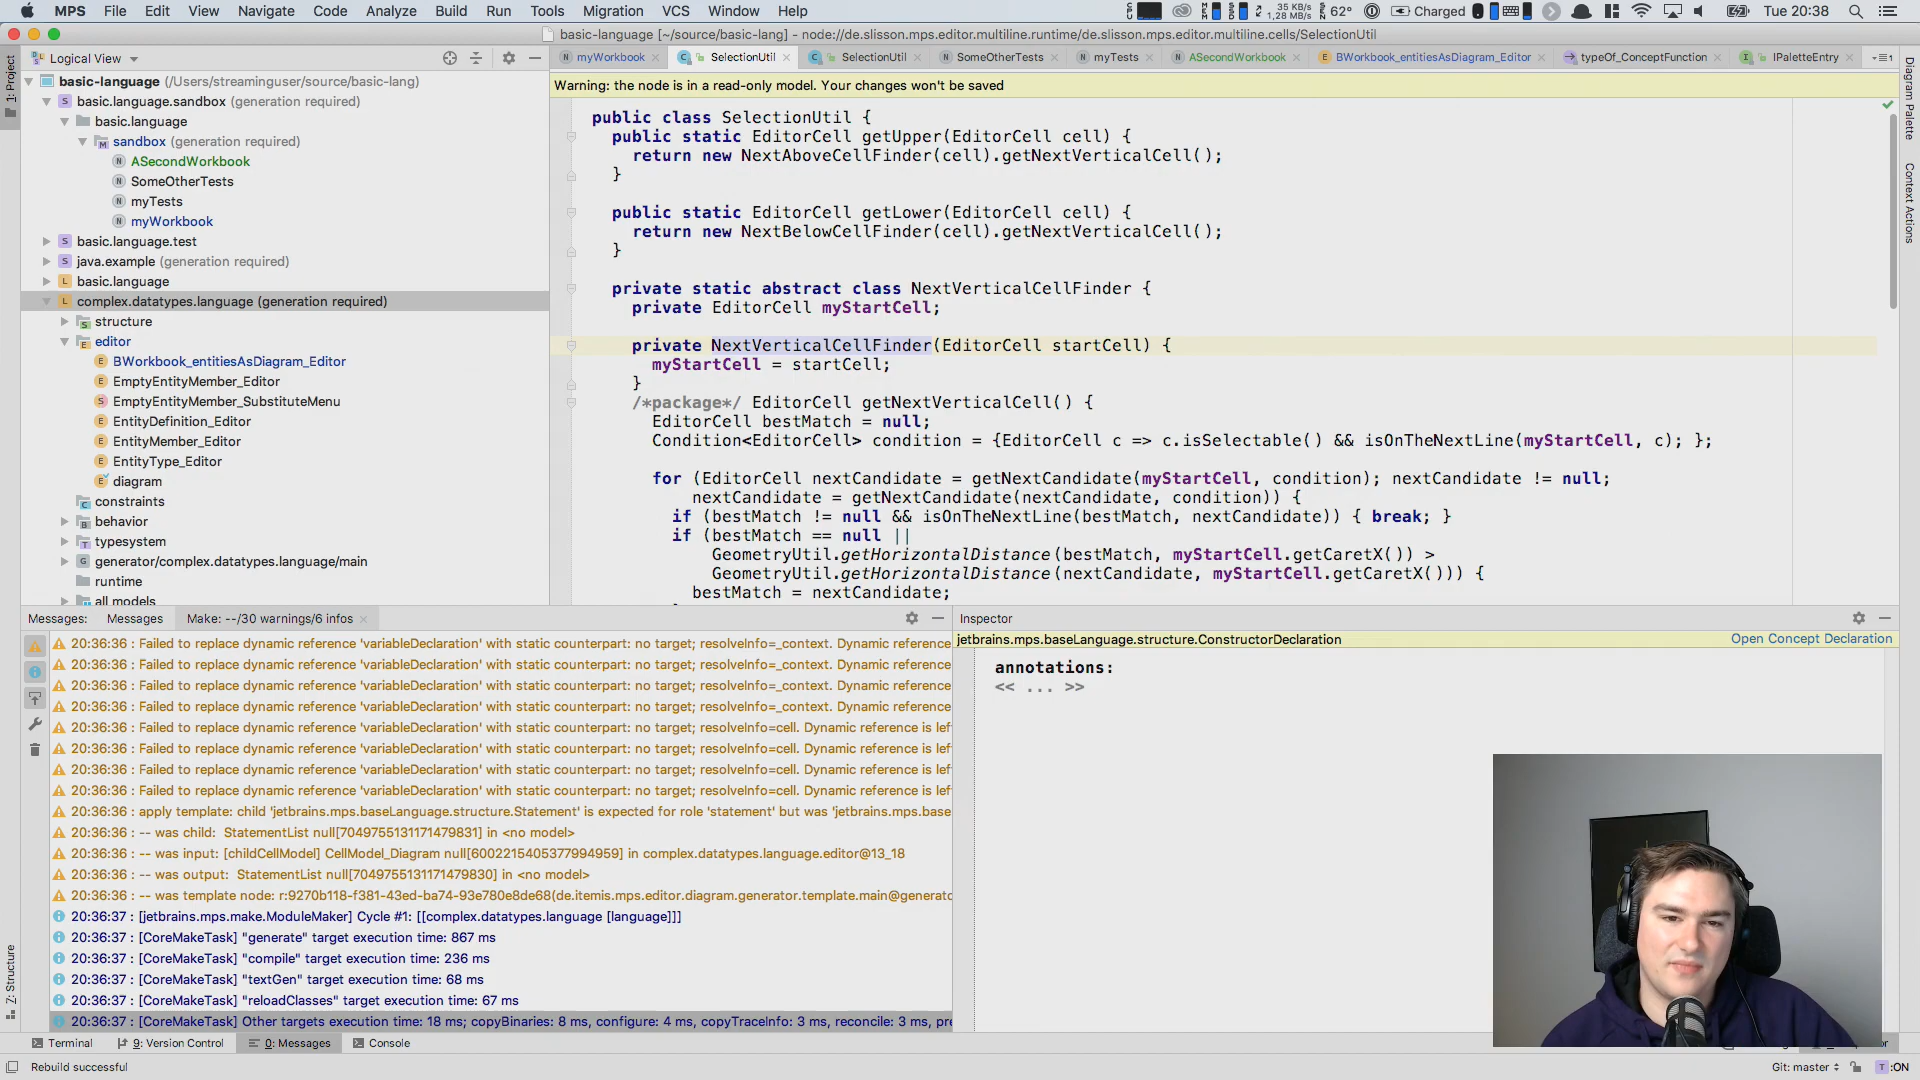 MPS File Edit View Navigate Code Analyze Build Run Tools Migration VCS Window Help
35 KB/s
1,28 MB/s
62° Charged Tue 20:38
basic-language [~/source/basic-lang] – node://de.slisson.mps.editor.multiline.runtime/de.slisson.mps.editor.multiline.cells/SelectionUtil
Logical View
myWorkbook SelectionUtil SelectionUtil SomeOtherTests myTests ASecondWorkbook BWorkbook_entitiesAsDiagram_Editor typeOf_ConceptFunction IPaletteEntry
1: Project
Z: Structure
Diagram Palette
Context Actions
basic-language (/Users/streaminguser/source/basic-lang)
basic.language.sandbox (generation required)
basic.language
sandbox (generation required)
ASecondWorkbook
SomeOtherTests
myTests
myWorkbook
basic.language.test
java.example (generation required)
basic.language
complex.datatypes.language (generation required)
structure
editor
BWorkbook_entitiesAsDiagram_Editor
EmptyEntityMember_Editor
EmptyEntityMember_SubstituteMenu
EntityDefinition_Editor
EntityMember_Editor
EntityType_Editor
diagram
constraints
behavior
typesystem
generator/complex.datatypes.language/main
runtime
all models
Warning: the node is in a read-only model. Your changes won't be saved
public class SelectionUtil {
public static EditorCell getUpper(EditorCell cell) {
return new NextAboveCellFinder(cell).getNextVerticalCell();
}
public static EditorCell getLower(EditorCell cell) {
return new NextBelowCellFinder(cell).getNextVerticalCell();
}
private static abstract class NextVerticalCellFinder {
private EditorCell myStartCell;
private NextVerticalCellFinder(EditorCell startCell) {
myStartCell = startCell;
}
/*package*/ EditorCell getNextVerticalCell() {
EditorCell bestMatch = null;
Condition<EditorCell> condition = {EditorCell c => c.isSelectable() && isOnTheNextLine(myStartCell, c); };
for (EditorCell nextCandidate = getNextCandidate(myStartCell, condition); nextCandidate != null;
nextCandidate = getNextCandidate(nextCandidate, condition)) {
if (bestMatch != null && isOnTheNextLine(bestMatch, nextCandidate)) { break; }
if (bestMatch == null ||
GeometryUtil.getHorizontalDistance(bestMatch, myStartCell.getCaretX()) >
GeometryUtil.getHorizontalDistance(nextCandidate, myStartCell.getCaretX())) {
bestMatch = nextCandidate;
Messages: Messages Make: --/30 warnings/6 infos
20:36:36 : Failed to replace dynamic reference 'variableDeclaration' with static counterpart: no target; resolveInfo=_context. Dynamic reference
20:36:36 : Failed to replace dynamic reference 'variableDeclaration' with static counterpart: no target; resolveInfo=_context. Dynamic reference
20:36:36 : Failed to replace dynamic reference 'variableDeclaration' with static counterpart: no target; resolveInfo=_context. Dynamic reference
20:36:36 : Failed to replace dynamic reference 'variableDeclaration' with static counterpart: no target; resolveInfo=_context. Dynamic reference
20:36:36 : Failed to replace dynamic reference 'variableDeclaration' with static counterpart: no target; resolveInfo=cell. Dynamic reference is lef
20:36:36 : Failed to replace dynamic reference 'variableDeclaration' with static counterpart: no target; resolveInfo=cell. Dynamic reference is lef
20:36:36 : Failed to replace dynamic reference 'variableDeclaration' with static counterpart: no target; resolveInfo=cell. Dynamic reference is lef
20:36:36 : Failed to replace dynamic reference 'variableDeclaration' with static counterpart: no target; resolveInfo=cell. Dynamic reference is lef
20:36:36 : apply template: child 'jetbrains.mps.baseLanguage.structure.Statement' is expected for role 'statement' but was 'jetbrains.mps.base
20:36:36 : -- was child: StatementList null[7049755131171479831] in <no model>
20:36:36 : -- was input: [childCellModel] CellModel_Diagram null[6002215405377994959] in complex.datatypes.language.editor@13_18
20:36:36 : -- was output: StatementList null[7049755131171479830] in <no model>
20:36:36 : -- was template node: r:9270b118-f381-43ed-ba74-93e780e8de68(de.itemis.mps.editor.diagram.generator.template.main@generato
20:36:37 : [jetbrains.mps.make.ModuleMaker] Cycle #1: [[complex.datatypes.language [language]]]
20:36:37 : [CoreMakeTask] "generate" target execution time: 867 ms
20:36:37 : [CoreMakeTask] "compile" target execution time: 236 ms
20:36:37 : [CoreMakeTask] "textGen" target execution time: 68 ms
20:36:37 : [CoreMakeTask] "reloadClasses" target execution time: 67 ms
20:36:37 : [CoreMakeTask] Other targets execution time: 18 ms; copyBinaries: 8 ms, configure: 4 ms, copyTraceInfo: 3 ms, reconcile: 3 ms, pre
Inspector
jetbrains.mps.baseLanguage.structure.ConstructorDeclaration Open Concept Declaration
annotations:
<< ... >>
Terminal 9: Version Control 0: Messages Console
Rebuild successful
Git: master T :ON